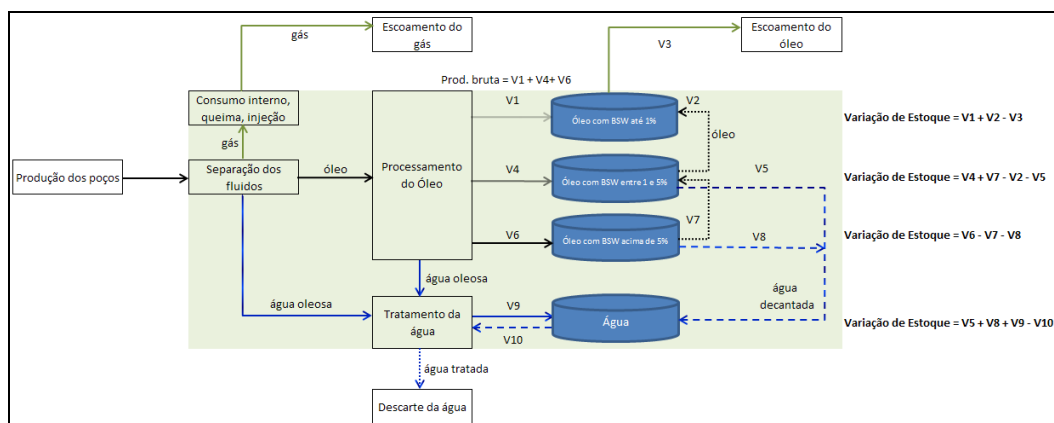 gás
Escoamento do
gás
V3
Escoamento do
óleo
Prod. bruta = V1 + V4+ V6
Consumo interno,
queima, injeção
V1
V2
Óleo com BSW até 1%
Variação de Estoque = V1 + V2 - V3
gás
óleo
Produção dos poços
Separação dos
fluidos
óleo
Processamento
do Óleo
V4
Óleo com BSW entre 1 e 5%
V5
Variação de Estoque = V4 + V7 - V2 - V5
V7
V6
Óleo com BSW acima de 5%
V8
Variação de Estoque = V6 - V7 - V8
água oleosa
água
decantada
água oleosa
Tratamento da
água
V9
V10
Água
Variação de Estoque = V5 + V8 + V9 - V10
água tratada
Descarte da água